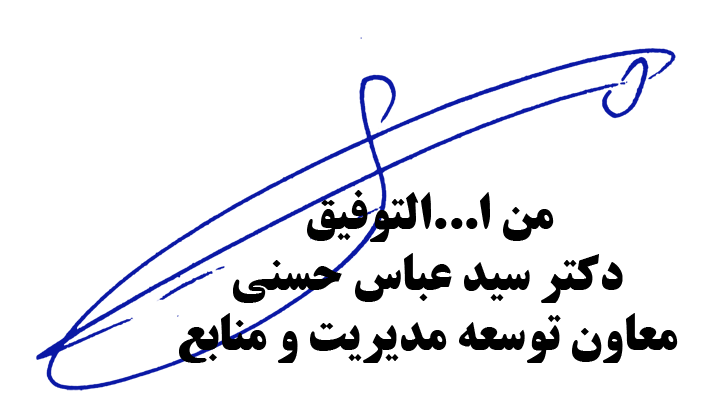 من ا...التوفیق
دکتر سید عباس حسنی
معاون توسعه مدیریت و منابع